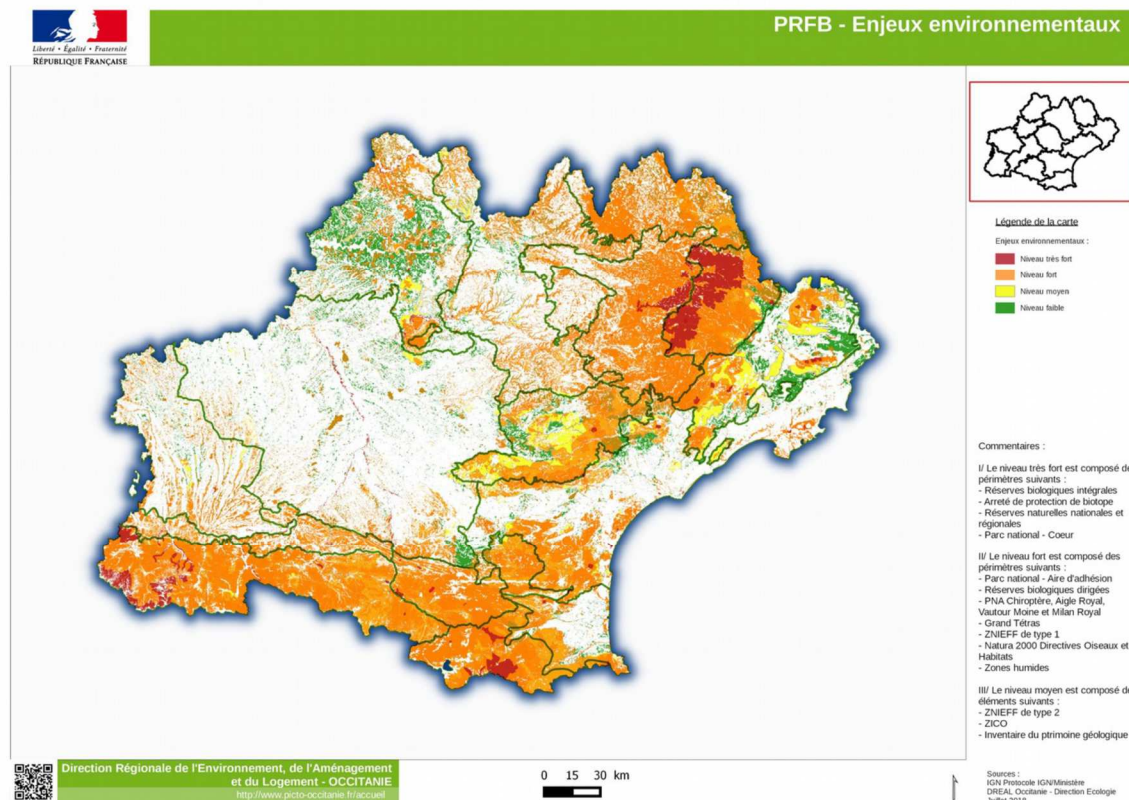 PRFB - Enjeux environnementaux
Liberté • Égalité • Fraternité
RÉPUBLIQUE FRANÇAISE
Légende de la carte
Enjeux environnementaux :
Niveau très fort
Niveau fort
Niveau moyen
Niveau faible
Commentaires :
I/ Le niveau très fort est composé de
périmètres suivants :
- Réserves biologiques intégrales
- Arreté de protection de biotope
- Réserves naturelles nationales et
régionales
- Parc national - Coeur
II/ Le niveau fort est composé des
périmètres suivants :
- Parc national - Aire d'adhésion
- Réserves biologiques dirigées
- PNA Chiroptère, Aigle Royal,
Vautour Moine et Milan Royal
- Grand Tétras
- ZNIEFF de type 1
- Natura 2000 Directives Oiseaux et
Habitats
- Zones humides
III/ Le niveau moyen est composé de
éléments suivants :
- ZNIEFF de type 2
- ZICO
- Inventaire du ptrimoine géologique
Direction Régionale de l'Environnement, de l'Aménagement
et du Logement - OCCITANIE
http://www.picto-occitanie.fr/accueil
0 15 30 km
Sources :
IGN Protocole IGN/Ministère
DREAL Occitanie - Direction Ecologie